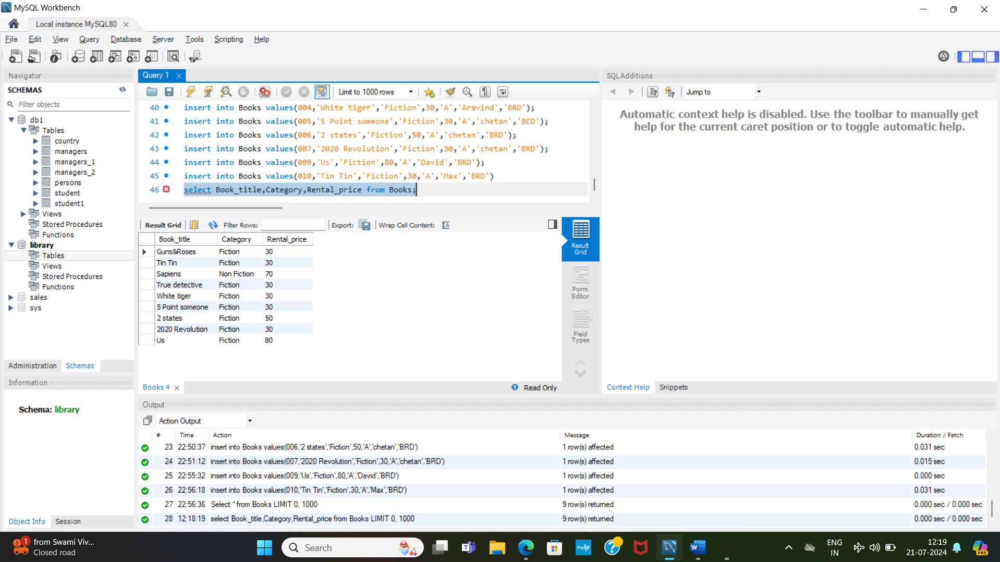 MySQL Workbench
Local instance MySQL80
File Edit View Query Database Server Tools Scripting Help
Navigator
SCHEMAS
Filter objects
db1
Tables
country
managers
managers_1
managers_2
persons
student
student1
Views
Stored Procedures
Functions
library
Tables
Views
Stored Procedures
Functions
sales
sys
Administration Schemas
Information
Schema: library
Object Info Session
Query 1
Limit to 1000 rows
40 insert into Books values(004,'White tiger','Fiction',30,'A','Aravind','BRD');
41 insert into Books values(005,'5 Point someone','Fiction',30,'A','chetan','BCD');
42 insert into Books values(006,'2 states','Fiction',50,'A','chetan','BRD');
43 insert into Books values(007,'2020 Revolution','Fiction',30,'A','chetan','BRD');
44 insert into Books values(009,'Us','Fiction',80,'A','David','BRD');
45 insert into Books values(010,'Tin Tin','Fiction',30,'A','Max','BRD')
46 select Book_title,Category,Rental_price from Books;
Result Grid Filter Rows: Export: Wrap Cell Content:
Book_title Category Rental_price
Guns&Roses Fiction 30
Tin Tin Fiction 30
Sapiens Non Fiction 70
True detective Fiction 30
White tiger Fiction 30
5 Point someone Fiction 30
2 states Fiction 50
2020 Revolution Fiction 30
Us Fiction 80
Result
Grid
Form
Editor
Field
Types
Books 4
Read Only
SQLAdditions
Jump to
Automatic context help is disabled. Use the toolbar to manually get
help for the current caret position or to toggle automatic help.
Context Help Snippets
Output
Action Output
# Time Action Message Duration / Fetch
23 22:50:37 insert into Books values(006,'2 states','Fiction',50,'A','chetan','BRD') 1 row(s) affected 0.031 sec
24 22:51:12 insert into Books values(007,'2020 Revolution','Fiction',30,'A','chetan','BRD') 1 row(s) affected 0.015 sec
25 22:55:32 insert into Books values(009,'Us','Fiction',80,'A','David','BRD') 1 row(s) affected 0.000 sec
26 22:56:18 insert into Books values(010,'Tin Tin','Fiction',30,'A','Max','BRD') 1 row(s) affected 0.031 sec
27 22:56:36 Select * from Books LIMIT 0, 1000 9 row(s) returned 0.000 sec / 0.000 sec
28 12:18:19 select Book_title,Category,Rental_price from Books LIMIT 0, 1000 9 row(s) returned 0.000 sec / 0.000 sec
1
from Swami Viv...
Closed road
Search
myhp
ENG
IN
12:19
21-07-2024
PRE